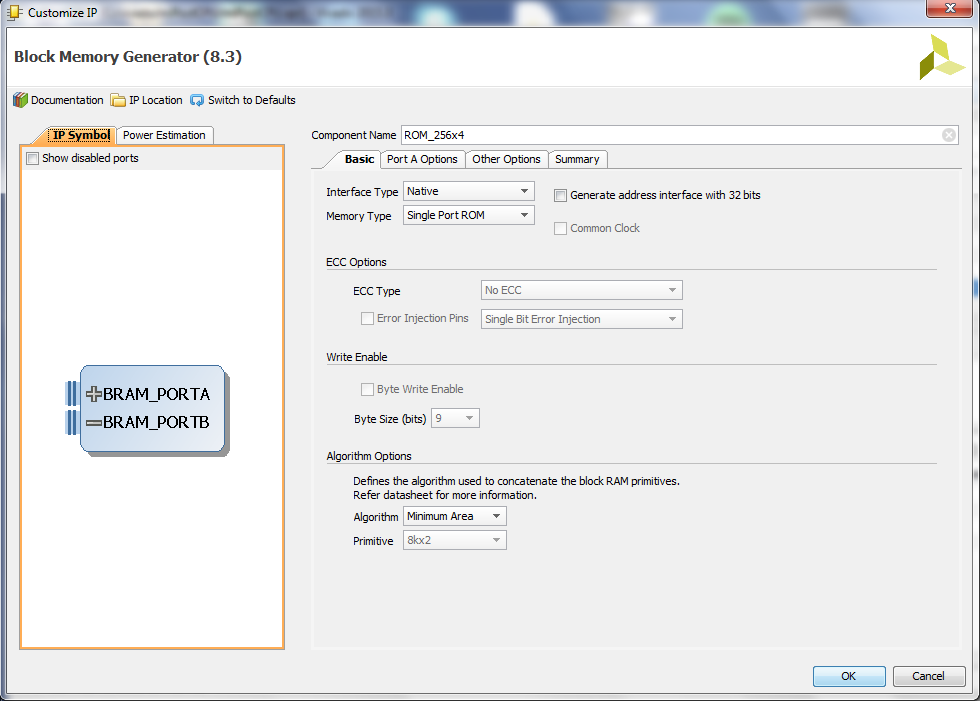 Customize IP
Block Memory Generator (8.3)
Documentation IP Location Switch to Defaults
IP Symbol Power Estimation
Show disabled ports
BRAM_PORTA
BRAM_PORTB
Component Name ROM_256x4
Basic Port A Options Other Options Summary
Interface Type Native Generate address interface with 32 bits
Memory Type Single Port ROM
Common Clock
ECC Options
ECC Type No ECC
Error Injection Pins Single Bit Error Injection
Write Enable
Byte Write Enable
Byte Size (bits) 9
Algorithm Options
Defines the algorithm used to concatenate the block RAM primitives.
Refer datasheet for more information.
Algorithm Minimum Area
Primitive 8kx2
OK Cancel